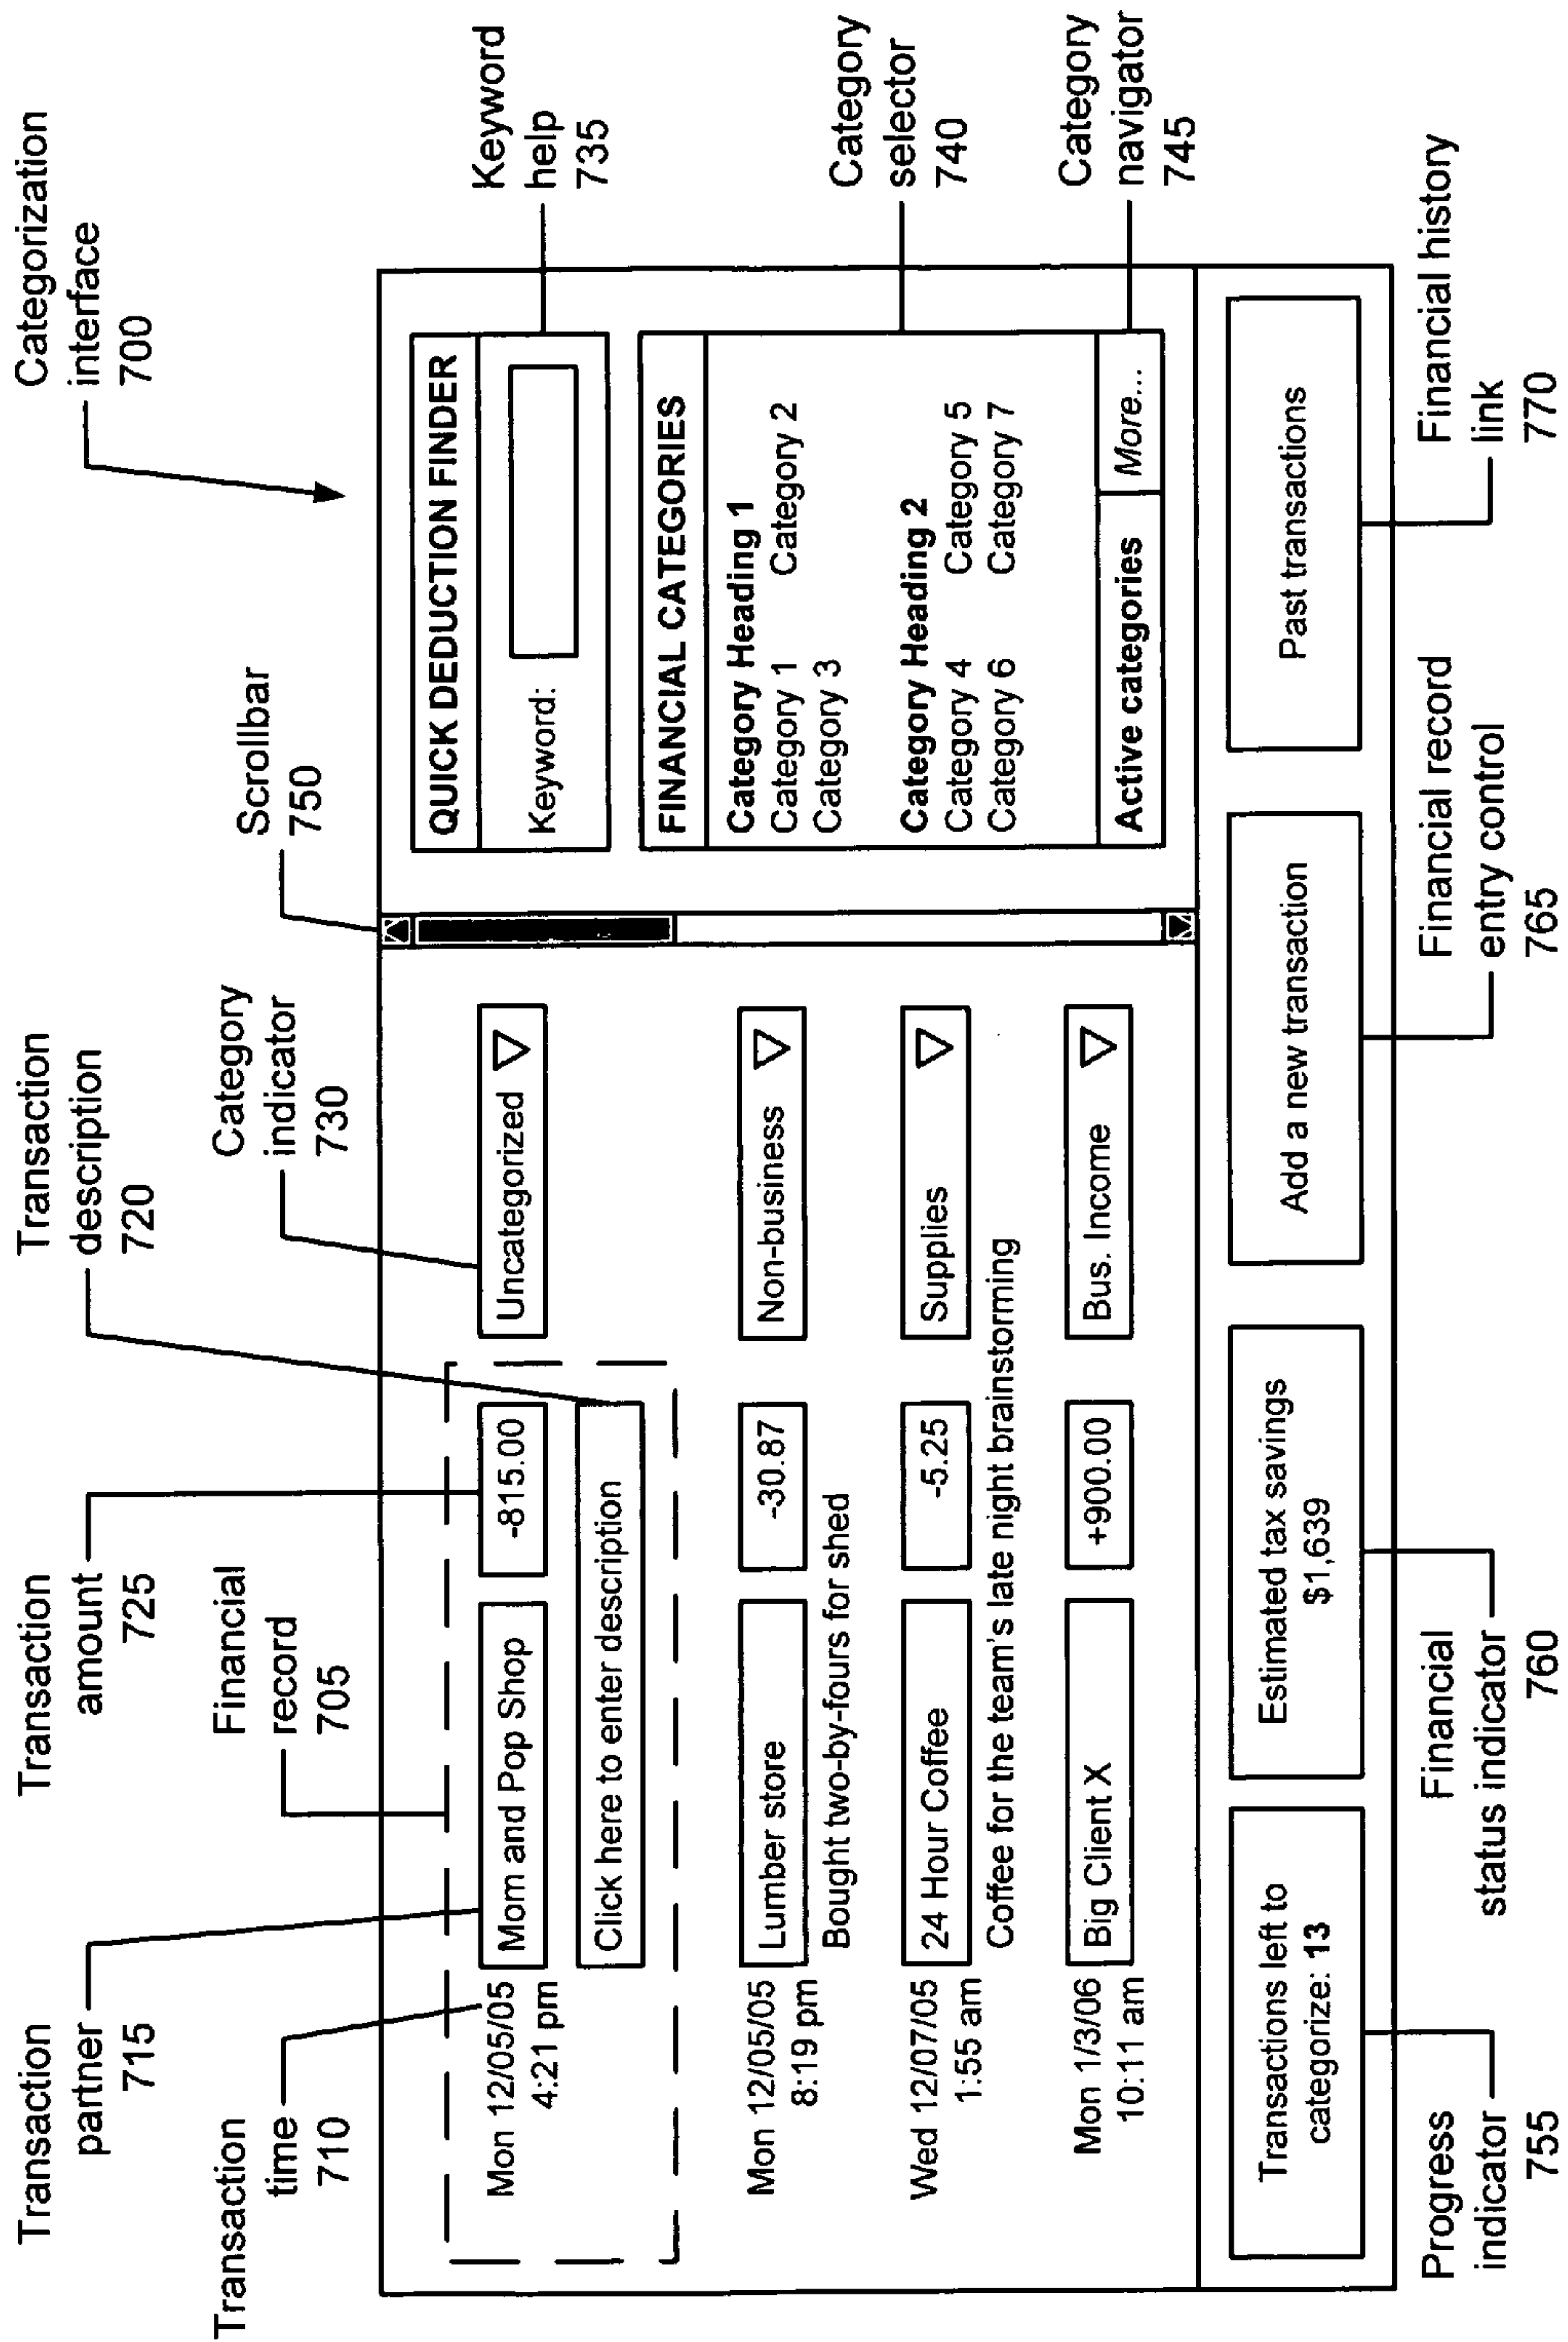 Categorization
interface
700
Transaction
partner
715
Transaction
amount
725
Transaction
description
720
Transaction
time
710
Financial
record
705
Category
indicator
730
Scrollbar
750
Mon 12/05/05
4:21 pm
Mom and Pop Shop
-815.00
Uncategorized
Click here to enter description
Mon 12/05/05
8:19 pm
Lumber store
-30.87
Non-business
Bought two-by-fours for shed
Wed 12/07/05
1:55 am
24 Hour Coffee
-5.25
Supplies
Coffee for the team's late night brainstorming
Mon 1/3/06
10:11 am
Big Client X
+900.00
Bus. Income
QUICK DEDUCTION FINDER
Keyword:
FINANCIAL CATEGORIES
Category Heading 1
Category 1 Category 2
Category 3
Category Heading 2
Category 4 Category 5
Category 6 Category 7
Active categories
More...
Keyword
help
735
Category
selector
740
Category
navigator
745
Transactions left to
categorize: 13
Estimated tax savings
$1,639
Add a new transaction
Past transactions
Progress
indicator
755
Financial
status indicator
760
Financial record
entry control
765
Financial history
link
770